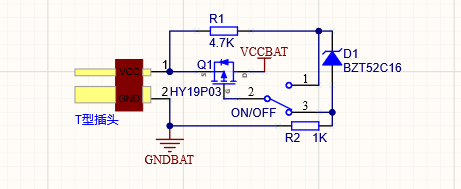 R1
4.7K
Q1
VCCBAT
D1
BZT52C16
VCC
1
S
D
G
1
GND
2
HY19P03
2
3
ON/OFF
T型插头
R2
1K
GNDBAT